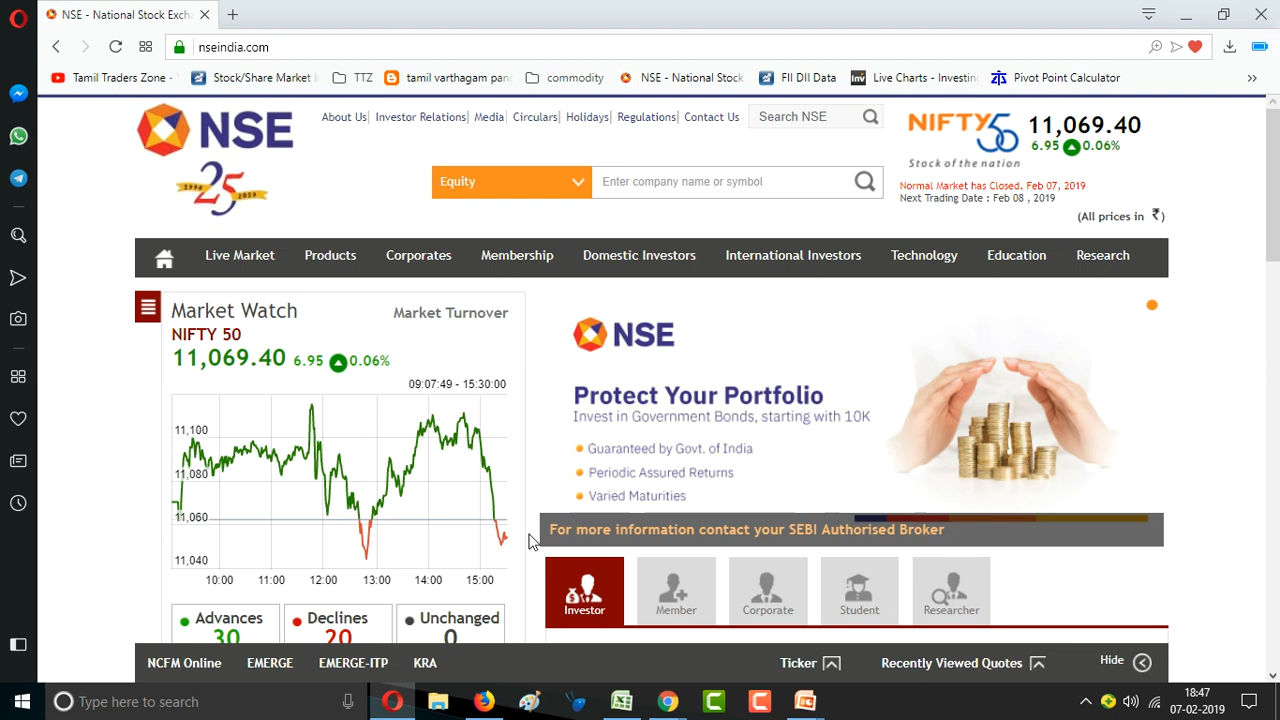 NSE - National Stock Exch
nseindia.com
Tamil Traders Zone -
Stock/Share Market I
TTZ
tamil varthagam pan
commodity
NSE - National Stock
FII DII Data
Inv Live Charts - Investin
Pivot Point Calculator
NSE
1994 25 2019
About Us| Investor Relations| Media| Circulars| Holidays| Regulations| Contact Us
Search NSE
NIFTY 50
Stock of the nation
11,069.40
6.95 0.06%
Equity
Enter company name or symbol
Normal Market has Closed. Feb 07, 2019
Next Trading Date : Feb 08 , 2019
(All prices in ₹)
Live Market Products Corporates Membership Domestic Investors International Investors Technology Education Research
Market Watch
Market Turnover
NIFTY 50
11,069.40 6.95 0.06%
09:07:49 - 15:30:00
11,100
11,080
11,060
11,040
10:00 11:00 12:00 13:00 14:00 15:00
Advances
30
Declines
20
Unchanged
0
NSE
Protect Your Portfolio
Invest in Government Bonds, starting with 10K
Guaranteed by Govt. of India
Periodic Assured Returns
Varied Maturities
For more information contact your SEBI Authorised Broker
Investor
Member
Corporate
Student
Researcher
NCFM Online EMERGE EMERGE-ITP KRA
Ticker
Recently Viewed Quotes
Hide
Type here to search
18:47
07-02-2019